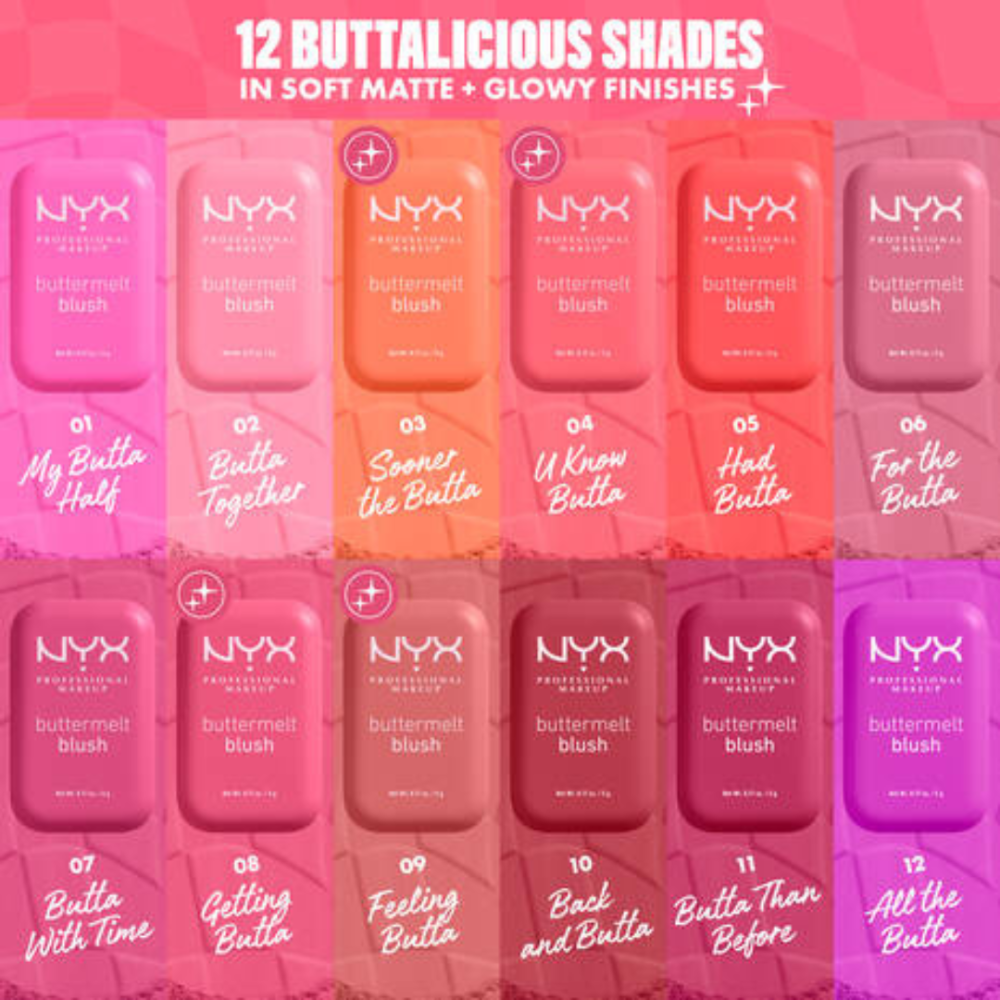 12 BUTTALICIOUS SHADES
IN SOFT MATTE + GLOWY FINISHES
NYX
PROFESSIONAL
MAKEUP
buttermelt
blush
01
My Butta
Half
NYX
PROFESSIONAL
MAKEUP
buttermelt
blush
02
Butta
Together
NYX
PROFESSIONAL
MAKEUP
buttermelt
blush
03
Sooner
the Butta
NYX
PROFESSIONAL
MAKEUP
buttermelt
blush
04
U Know
Butta
NYX
PROFESSIONAL
MAKEUP
buttermelt
blush
05
Had
Butta
NYX
PROFESSIONAL
MAKEUP
buttermelt
blush
06
For the
Butta
NYX
PROFESSIONAL
MAKEUP
buttermelt
blush
07
Butta
With Time
NYX
PROFESSIONAL
MAKEUP
buttermelt
blush
08
Getting
Butta
NYX
PROFESSIONAL
MAKEUP
buttermelt
blush
09
Feeling
Butta
NYX
PROFESSIONAL
MAKEUP
buttermelt
blush
10
Back
and Butta
NYX
PROFESSIONAL
MAKEUP
buttermelt
blush
11
Butta Than
Before
NYX
PROFESSIONAL
MAKEUP
buttermelt
blush
12
All the
Butta